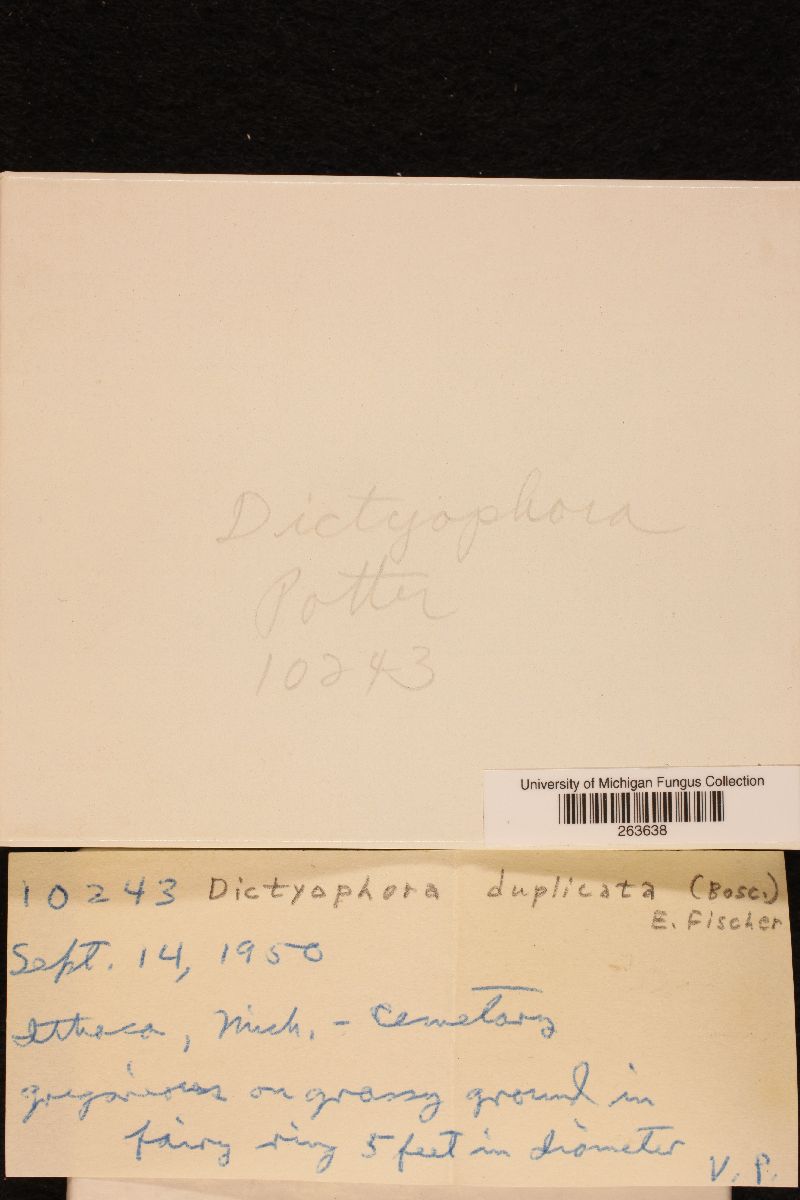 Dictyophora
Potter
10243
University of Michigan Fungus Collection
263638
10243 Dictyophora duplicata (Bosc.)
E. Fischer
Sept. 14, 1950
Ithaca, Mich. - Cemetary
gregarious on grassy ground in
fairy ring 5 feet in diameter
V. P.